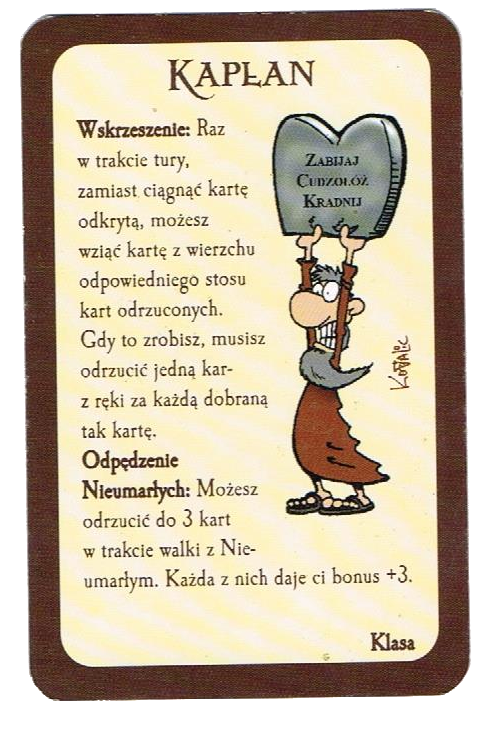 KAPŁAN
Wskrzeszenie: Raz
w trakcie tury,
zamiast ciągnąć kartę
odkrytą, możesz
wziąć kartę z wierzchu
odpowiedniego stosu
kart odrzuconych.
Gdy to zrobisz, musisz
odrzucić jedną kar-
z ręki za każdą dobraną
tak kartę.
Odpędzenie
Nieumarłych: Możesz
odrzucić do 3 kart
w trakcie walki z Nie-
umarłym. Każda z nich daje ci bonus +3.
Zabijaj
Cudzołóż
Kradnij
Kovalic
Klasa